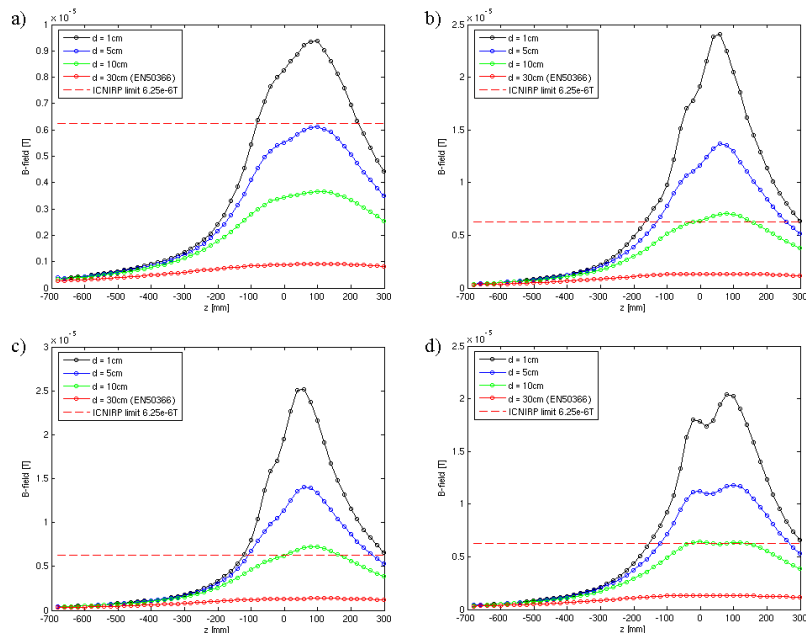 a)
× 10⁻⁵
d = 1cm
d = 5cm
d = 10cm
d = 30cm (EN50366)
ICNIRP limit 6.25e-6T
B-field [T]
1
0.9
0.8
0.7
0.6
0.5
0.4
0.3
0.2
0.1
0
-700 -600 -500 -400 -300 -200 -100 0 100 200 300
z [mm]
b)
× 10⁻⁵
d = 1cm
d = 5cm
d = 10cm
d = 30cm (EN50366)
ICNIRP limit 6.25e-6T
B-field [T]
2.5
2
1.5
1
0.5
0
-700 -600 -500 -400 -300 -200 -100 0 100 200 300
z [mm]
c)
× 10⁻⁵
d = 1cm
d = 5cm
d = 10cm
d = 30cm (EN50366)
ICNIRP limit 6.25e-6T
B-field [T]
3
2.5
2
1.5
1
0.5
0
-700 -600 -500 -400 -300 -200 -100 0 100 200 300
z [mm]
d)
× 10⁻⁵
d = 1cm
d = 5cm
d = 10cm
d = 30cm (EN50366)
ICNIRP limit 6.25e-6T
B-field [T]
2.5
2
1.5
1
0.5
0
-700 -600 -500 -400 -300 -200 -100 0 100 200 300
z [mm]